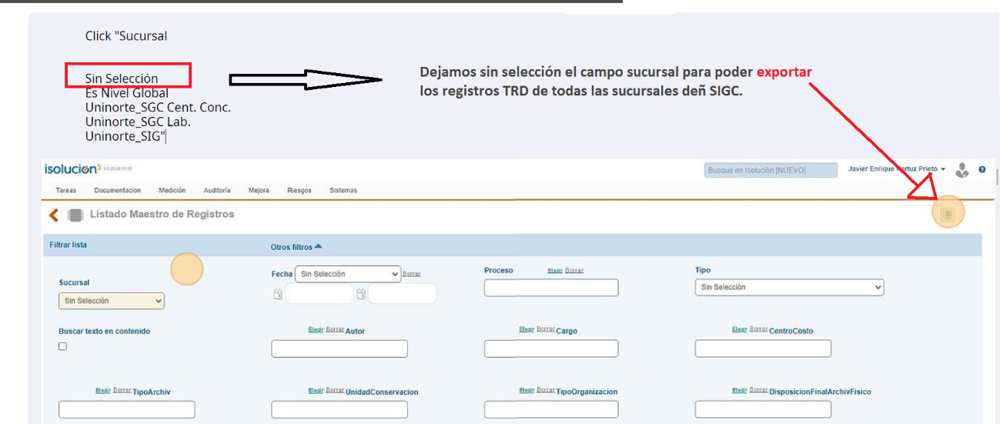 Click "Sucursal
Sin Selección
Es Nivel Global
Uninorte_SGC Cent. Conc.
Uninorte_SGC Lab.
Uninorte_SIG"
Dejamos sin selección el campo sucursal para poder exportar
los registros TRD de todas las sucursales deñ SIGC.
isolución5
Busque en Isolución [NUEVO]
Javier Enrique Prieto
Tareas Documentacion Medición Auditoría Mejora Riesgos Sistemas
Listado Maestro de Registros
Filtrar lista
Otros filtros
Sucursal
Sin Selección
Fecha Sin Selección Borrar
Proceso Elegir Borrar
Tipo
Sin Selección
Buscar texto en contenido
Elegir Borrar Autor
Elegir Borrar Cargo
Elegir Borrar CentroCosto
Elegir Borrar TipoArchiv
Elegir Borrar UnidadConservacion
Elegir Borrar TipoOrganizacion
Elegir Borrar DisposicionFinalArchivFisico